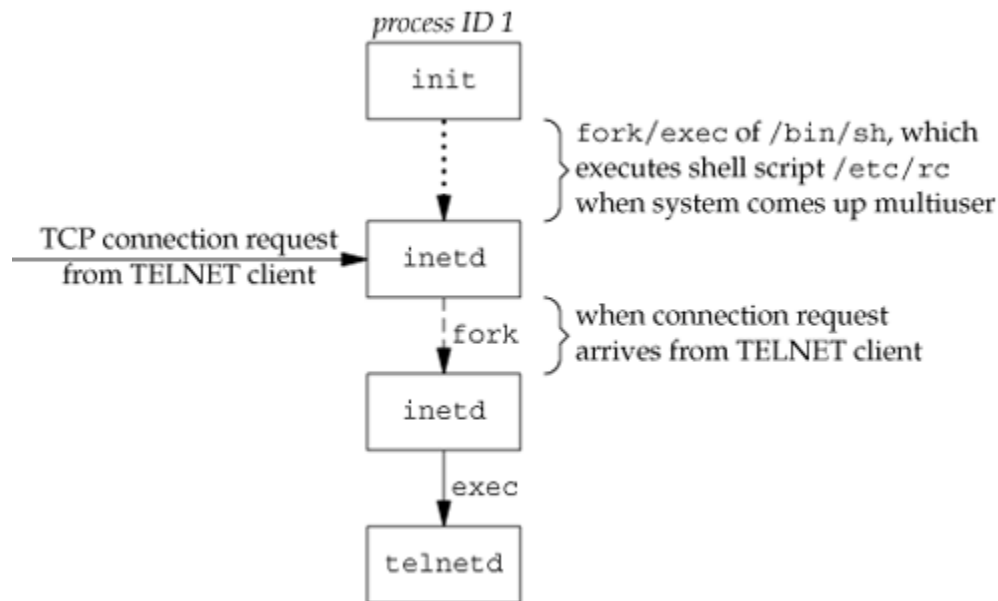 process ID 1
init
fork/exec of /bin/sh, which
executes shell script /etc/rc
when system comes up multiuser
TCP connection request
from TELNET client
inetd
fork
when connection request
arrives from TELNET client
inetd
exec
telnetd